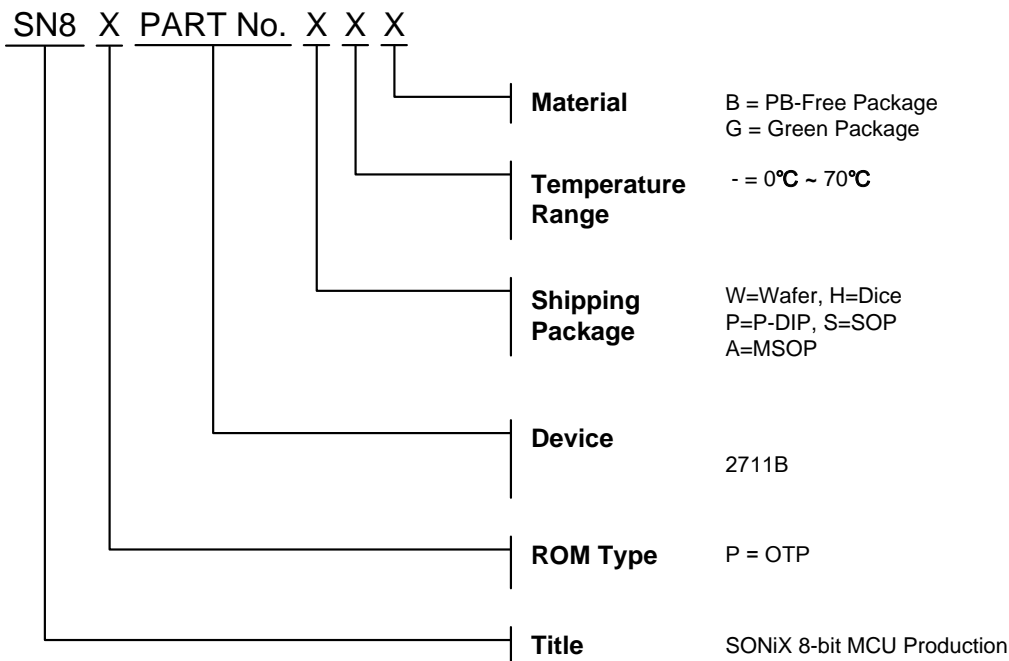 SN8 X PART No. X X X
Material
B = PB-Free Package
G = Green Package
Temperature
Range
- = 0℃ ~ 70℃
Shipping
Package
W=Wafer, H=Dice
P=P-DIP, S=SOP
A=MSOP
Device
2711B
ROM Type
P = OTP
Title
SONiX 8-bit MCU Production